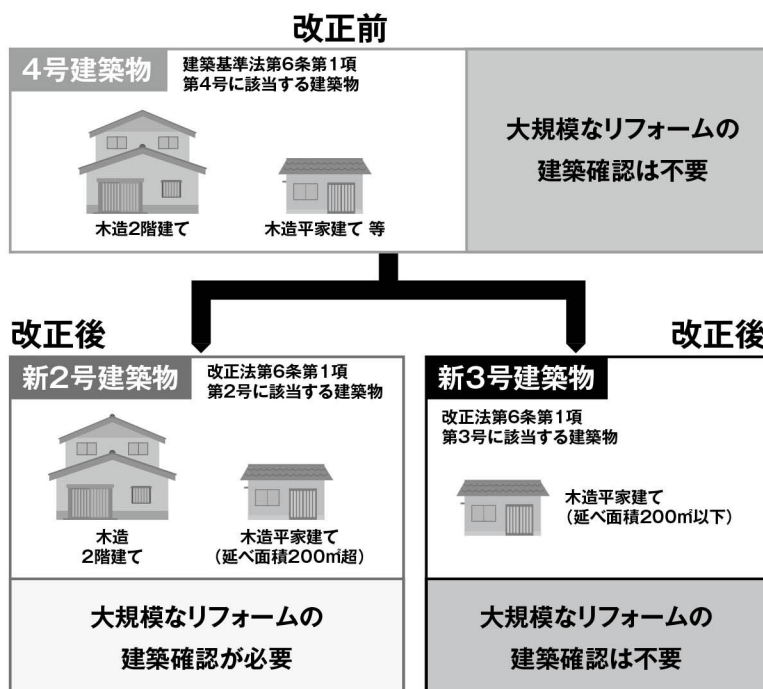 改正前
4号建築物
建築基準法第6条第1項
第4号に該当する建築物
木造2階建て
木造平家建て 等
大規模なリフォームの
建築確認は不要
改正後
新2号建築物
改正法第6条第1項
第2号に該当する建築物
木造
2階建て
木造平家建て
(延べ面積200㎡超)
大規模なリフォームの
建築確認が必要
改正後
新3号建築物
改正法第6条第1項
第3号に該当する建築物
木造平家建て
(延べ面積200㎡以下)
大規模なリフォームの
建築確認は不要